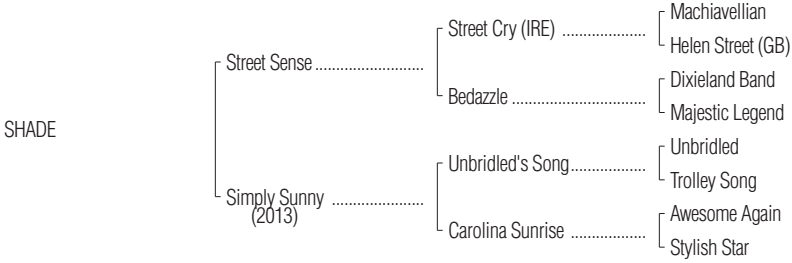 Machiavellian
Street Cry (IRE) ....................
Helen Street (GB)
Street Sense ..........................
Dixieland Band
Bedazzle ................................
Majestic Legend
SHADE
Unbridled
Unbridled's Song..................
Trolley Song
Simply Sunny ......................
(2013)
Awesome Again
Carolina Sunrise ..................
Stylish Star